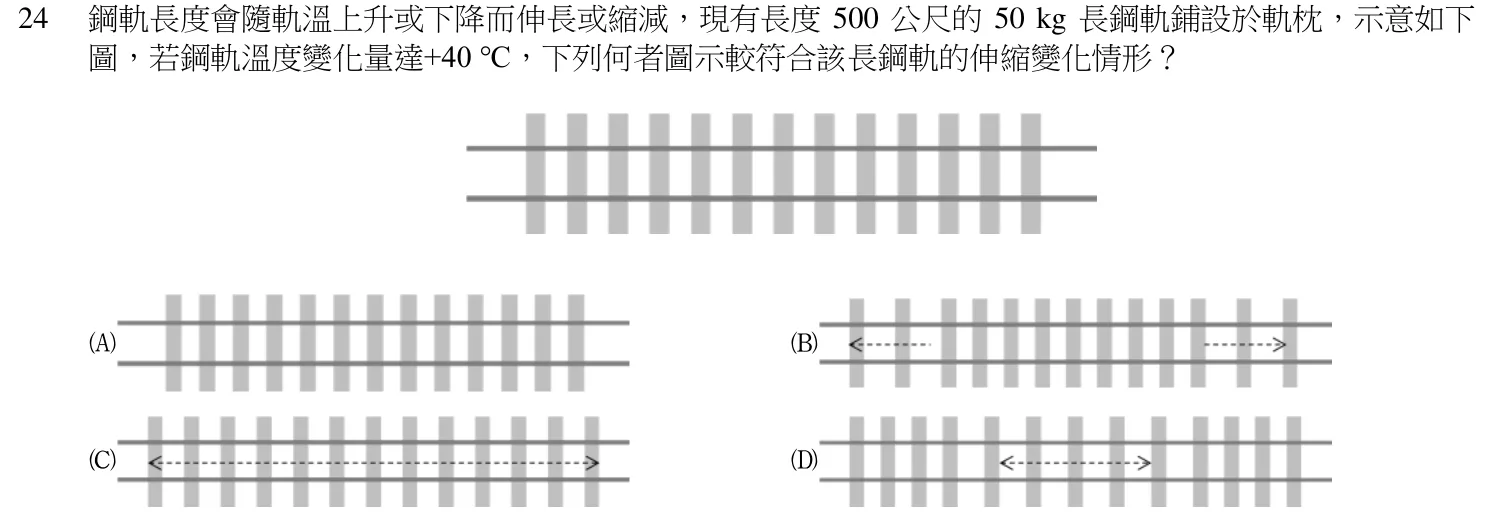 24 鋼軌長度會隨軌溫上升或下降而伸長或縮減,現有長度 500 公尺的 50 kg 長鋼軌鋪設於軌枕,示意如下
圖,若鋼軌溫度變化量達+40 ℃,下列何者圖示較符合該長鋼軌的伸縮變化情形?
(A)
(B)
(C)
(D)